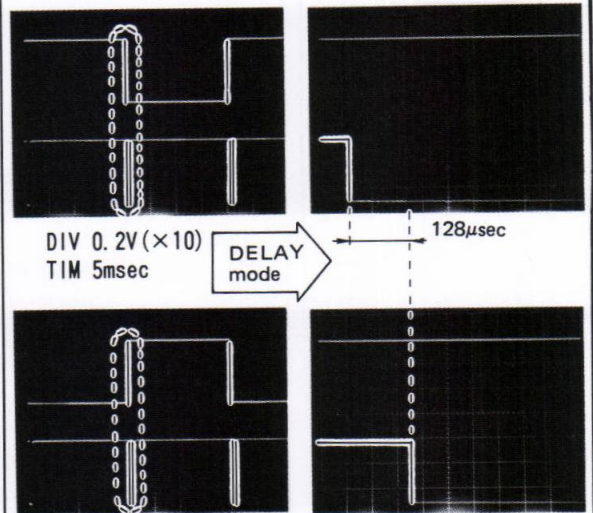 DIV 0.2V(×10)
TIM 5msec
DELAY
mode
128μsec